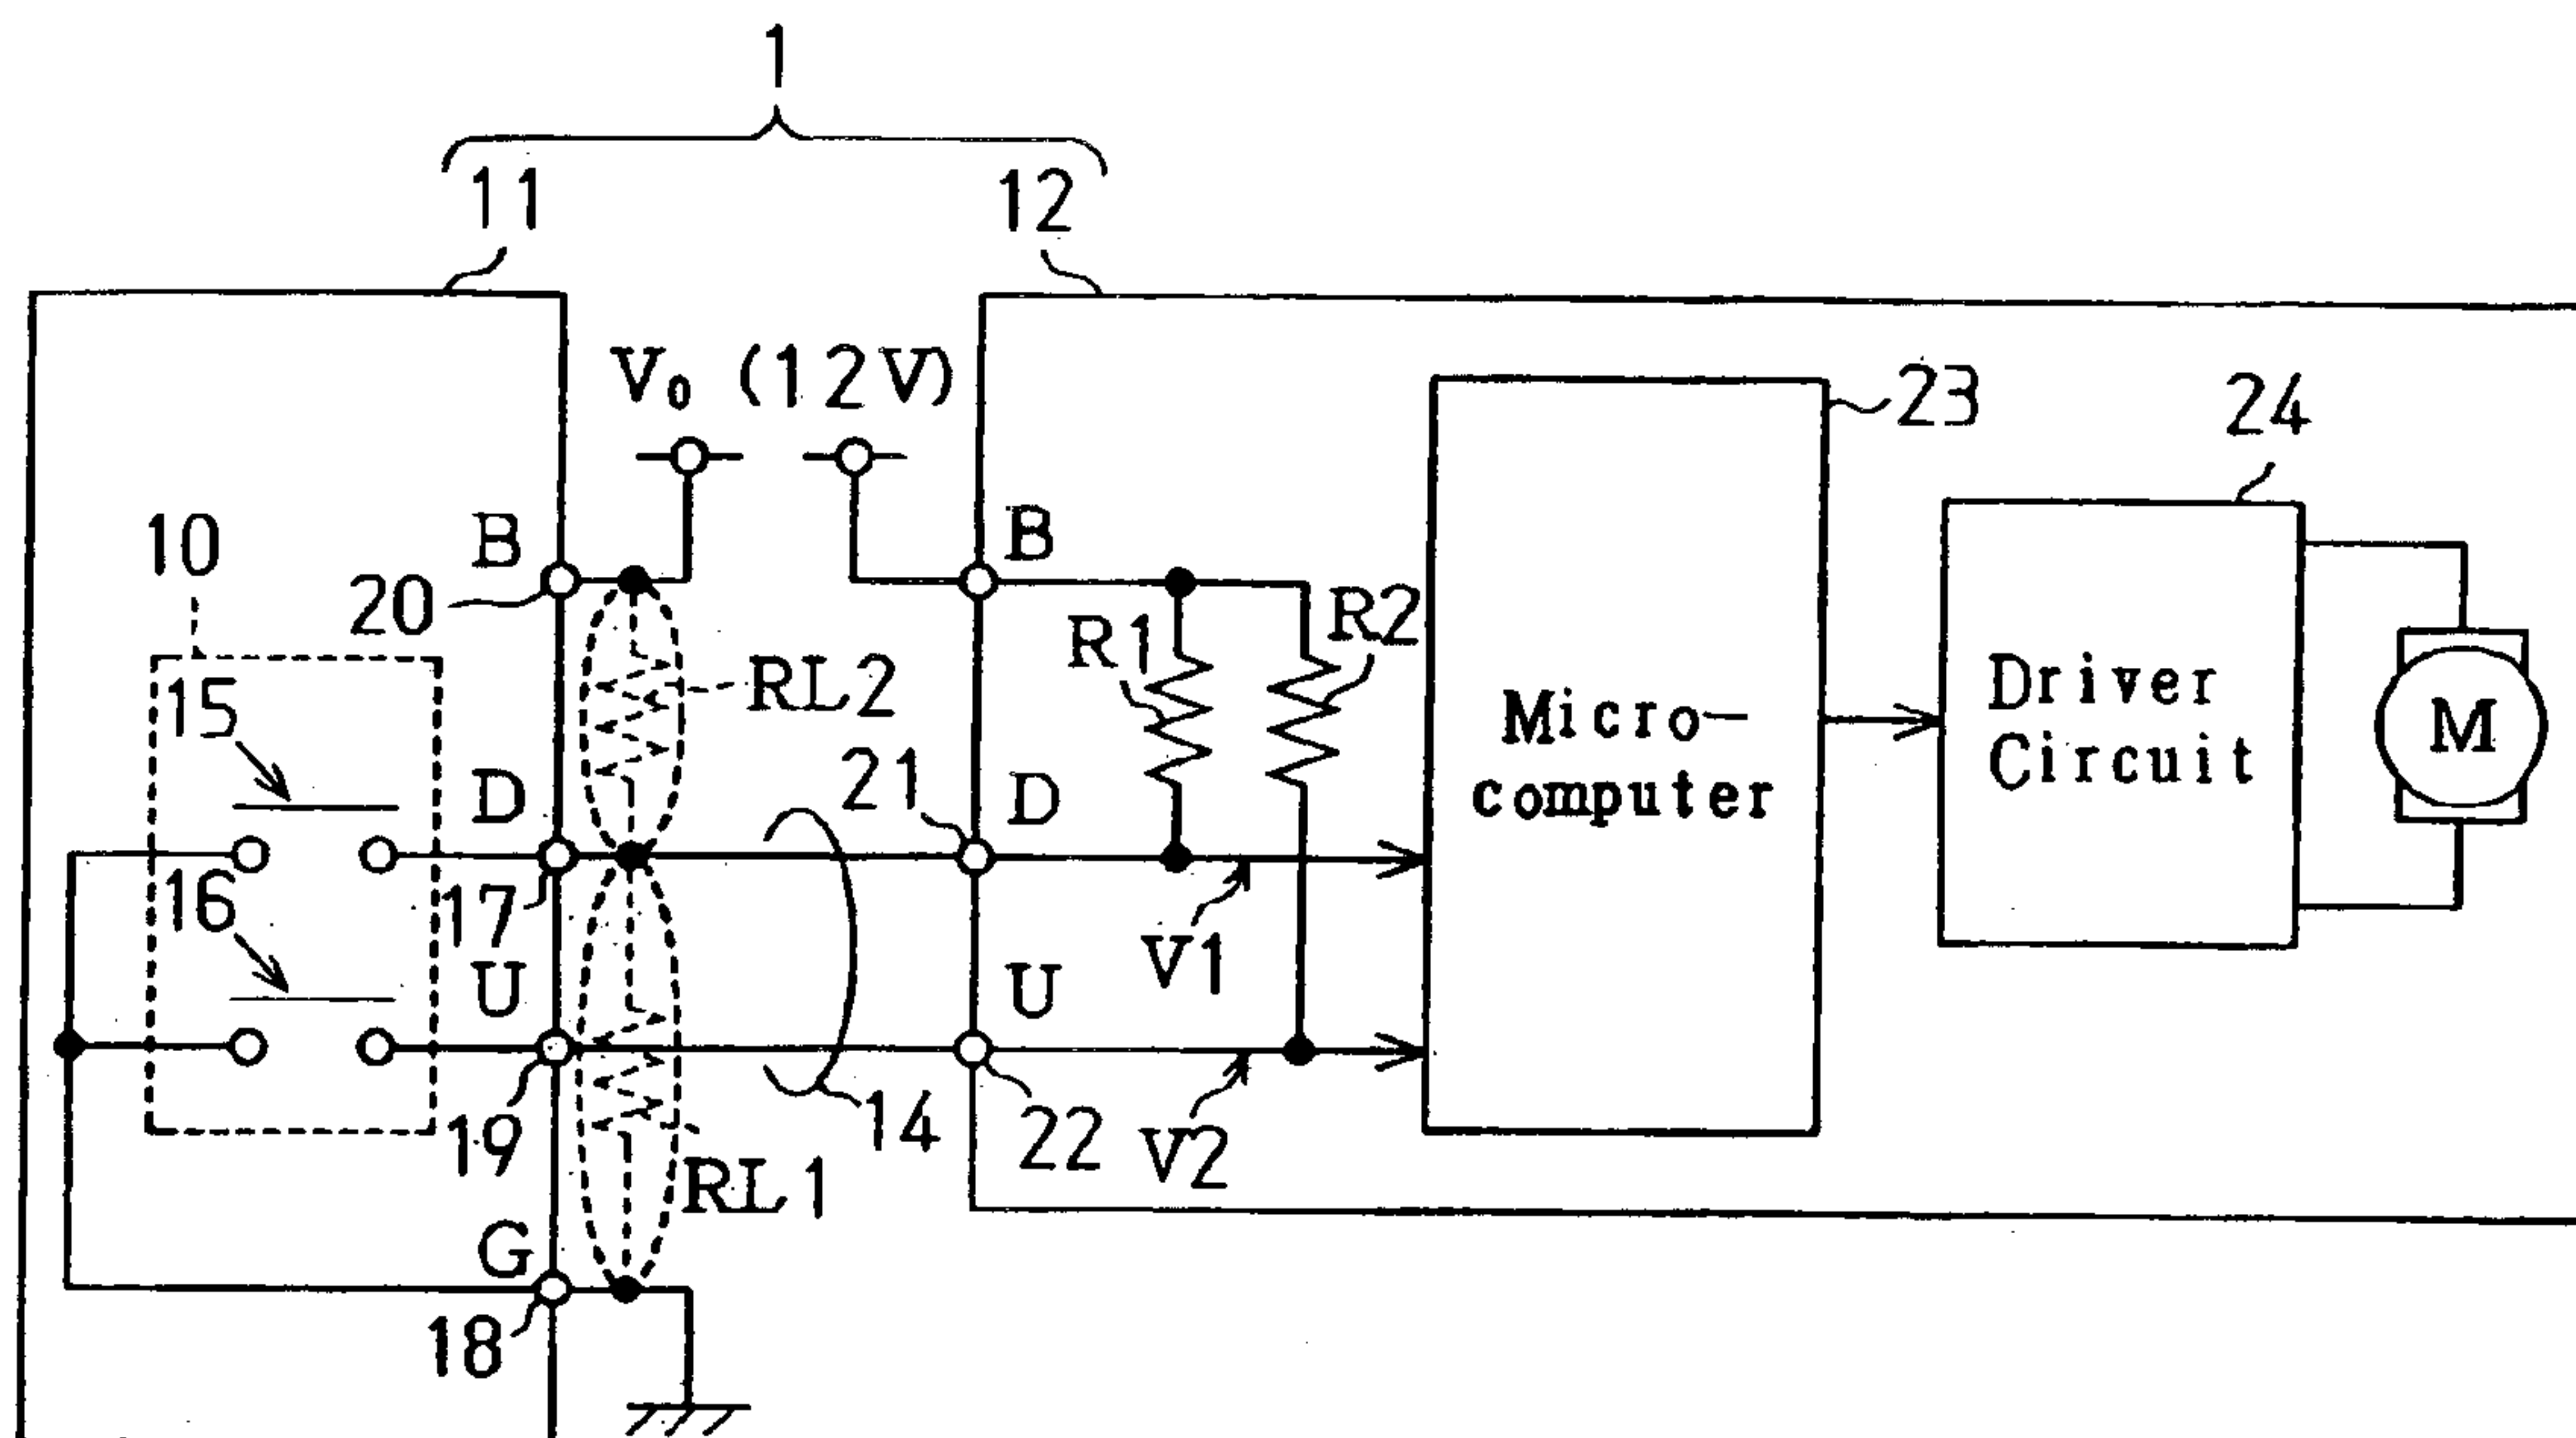 1
11
12
V₀ (12V)
23
24
10
B
B
20
R1
R2
RL2
15
D
21
D
Micro-
computer
Driver
Circuit
M
16
17
V1
U
U
19
14
22
V2
RL1
G
18